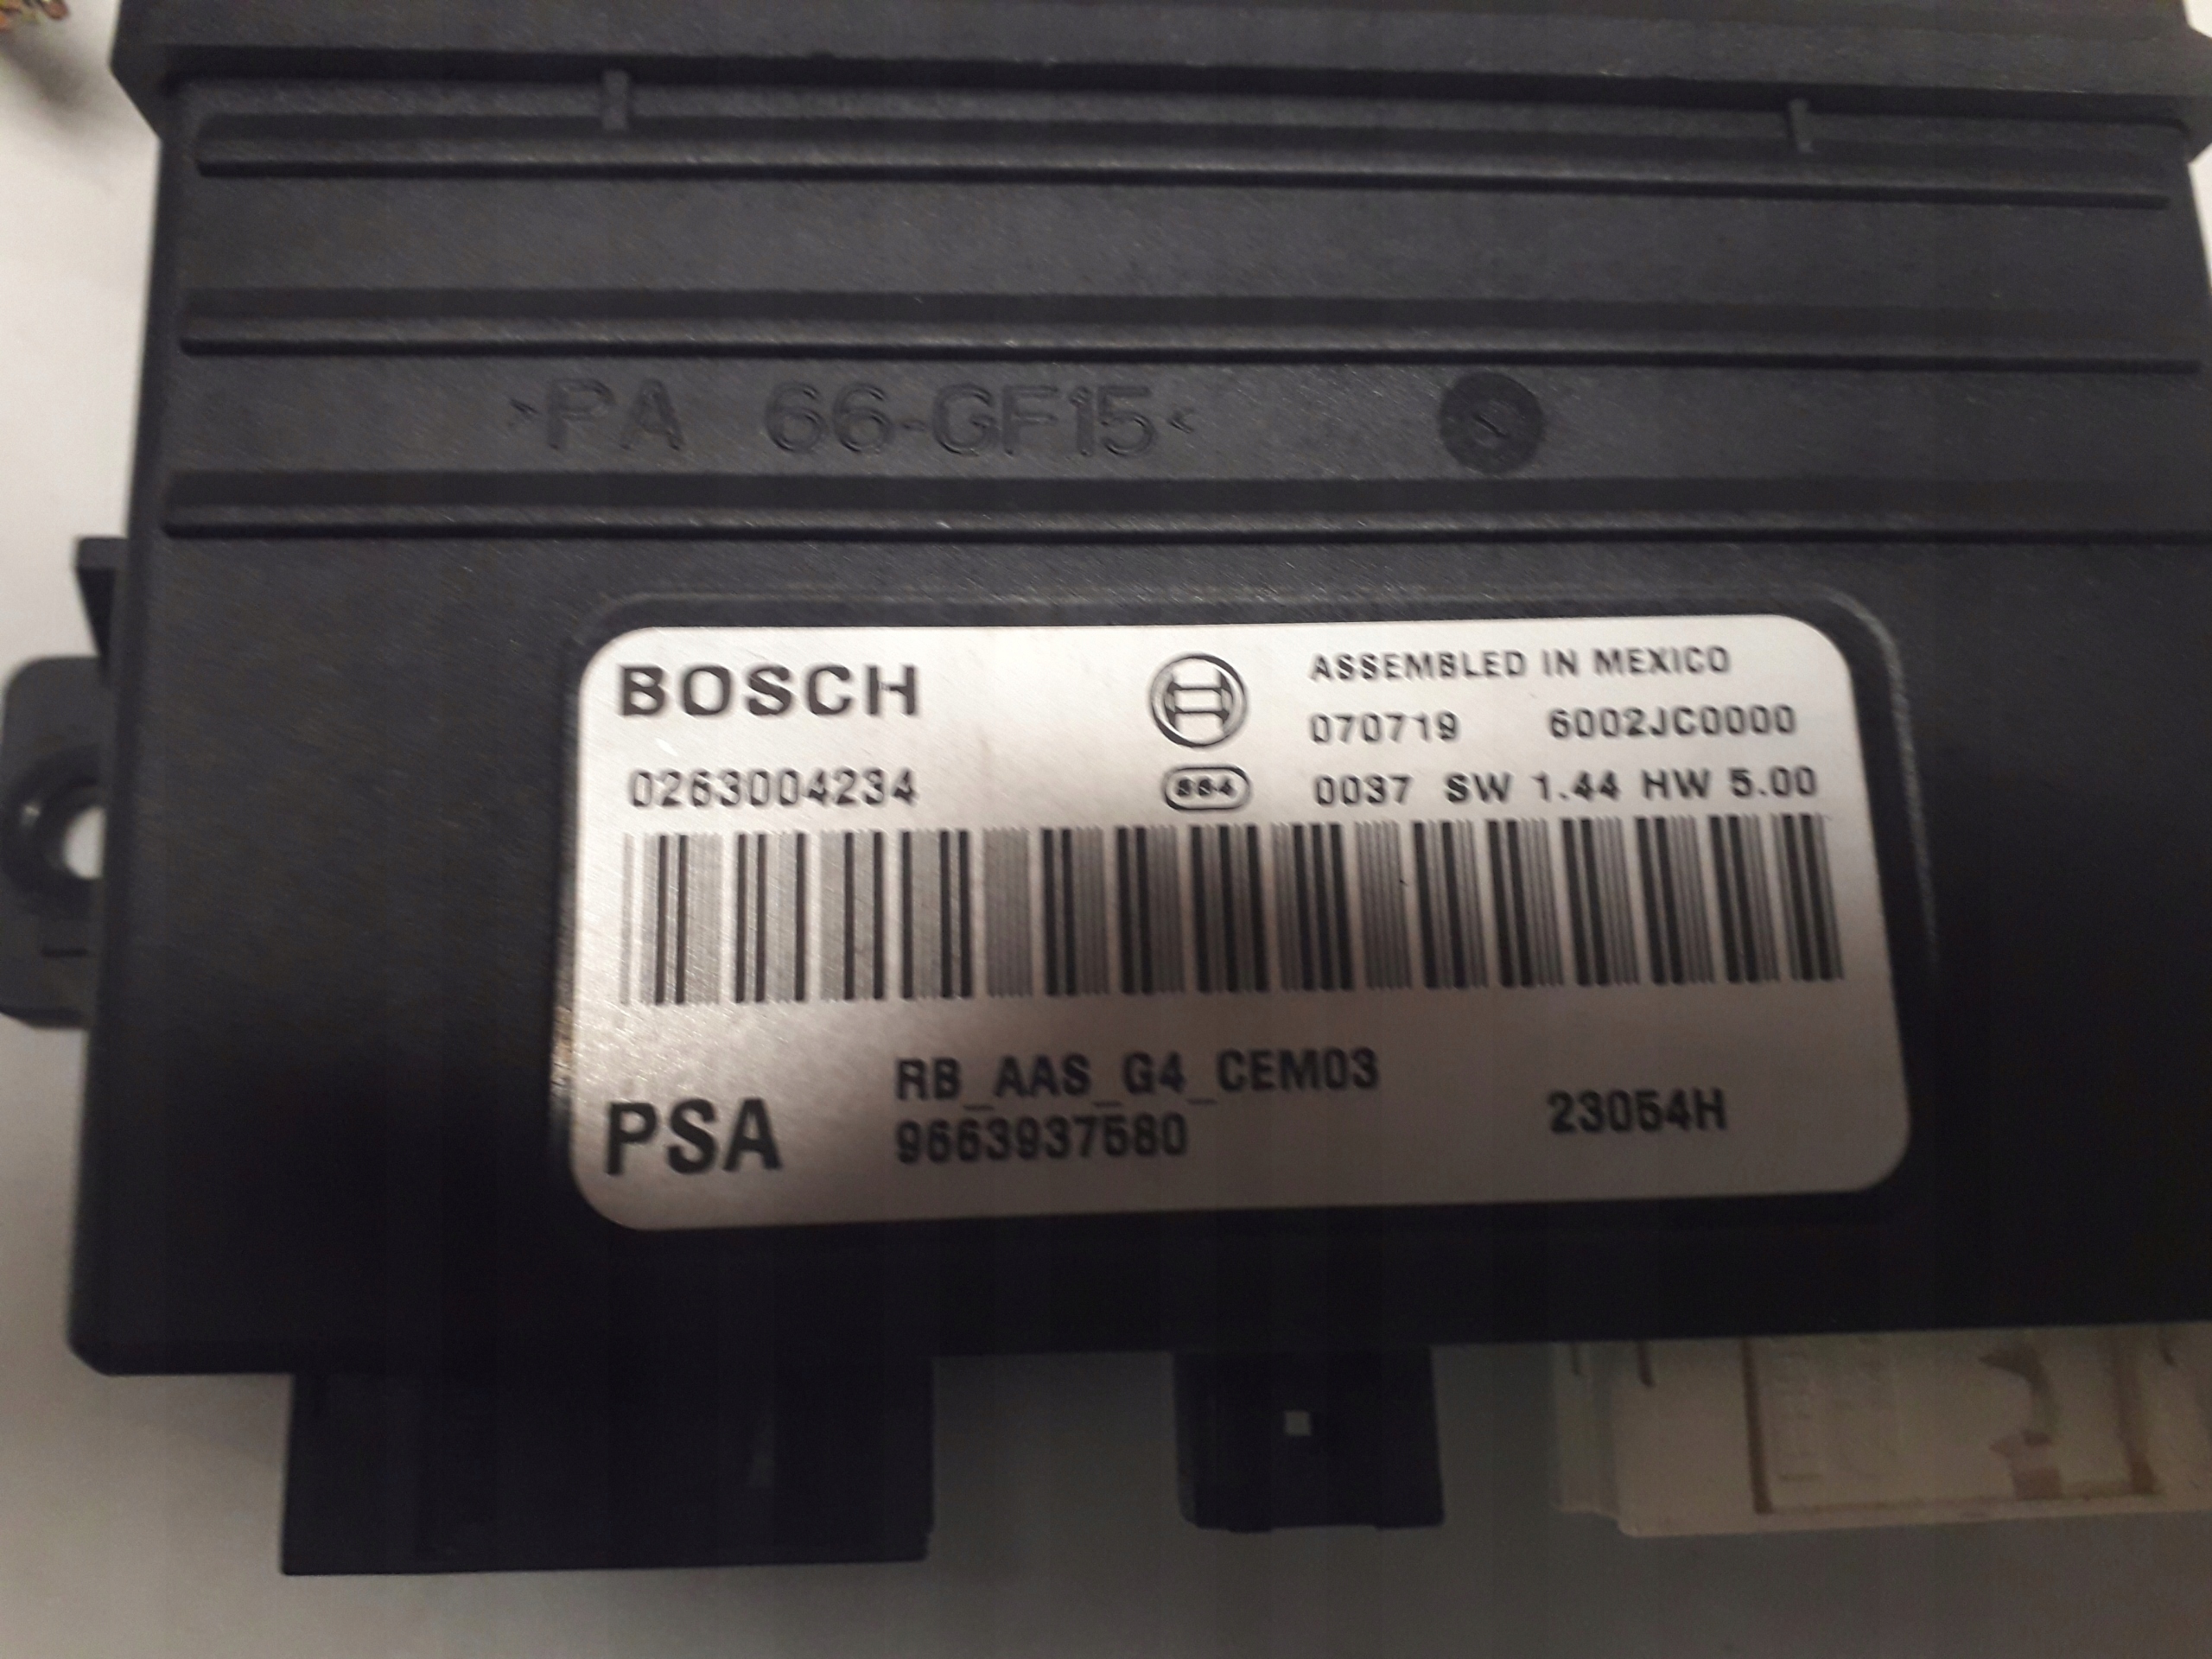 >PA 66-GF15<
BOSCH
ASSEMBLED IN MEXICO
070719 6002JC0000
0263004234
884
0037 SW 1.44 HW 5.00
RB_AAS_G4_CEM03
PSA
9663937580
23054H